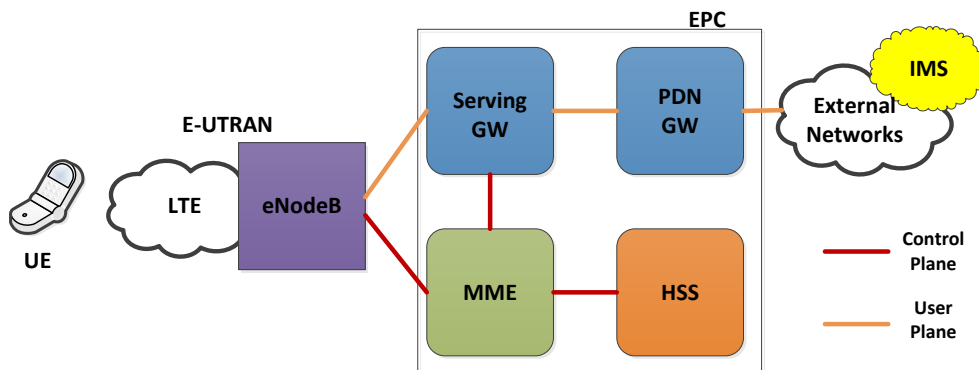 EPC
IMS
Serving
GW
PDN
GW
External
Networks
E-UTRAN
LTE
eNodeB
UE
MME
HSS
Control
Plane
User
Plane